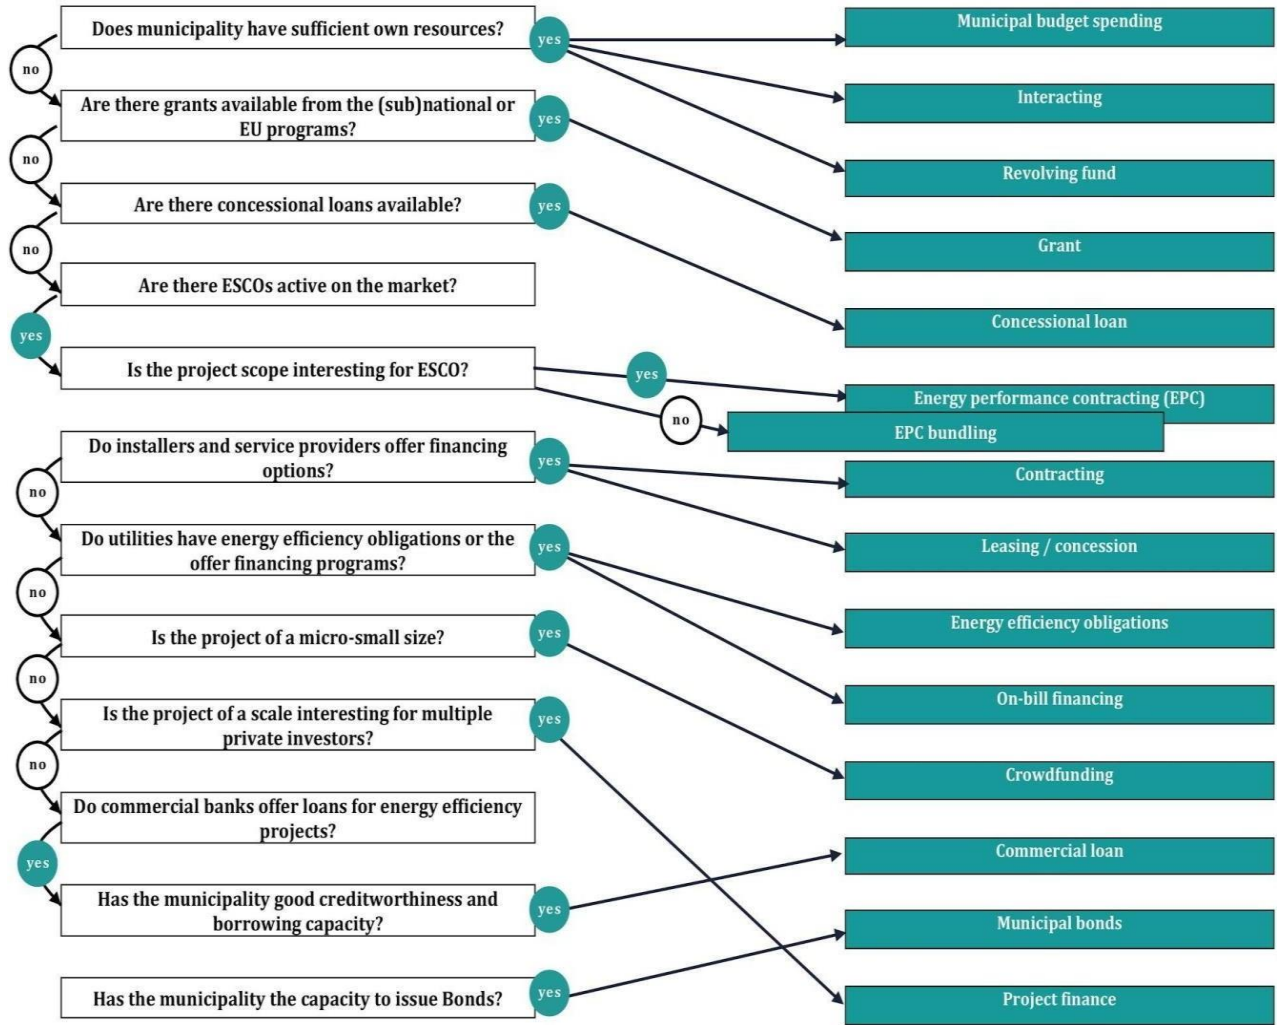 Does municipality have sufficient own resources?
yes
Municipal budget spending
no
Interacting
Are there grants available from the (sub)national or
EU programs?
yes
Revolving fund
no
Are there concessional loans available?
yes
Grant
no
Are there ESCOs active on the market?
Concessional loan
yes
Is the project scope interesting for ESCO?
yes
Energy performance contracting (EPC)
no
EPC bundling
Do installers and service providers offer financing
options?
yes
Contracting
no
Leasing / concession
Do utilities have energy efficiency obligations or the
offer financing programs?
yes
Energy efficiency obligations
no
Is the project of a micro-small size?
yes
On-bill financing
no
Is the project of a scale interesting for multiple
private investors?
yes
Crowdfunding
no
Do commercial banks offer loans for energy efficiency
projects?
Commercial loan
yes
Has the municipality good creditworthiness and
borrowing capacity?
yes
Municipal bonds
Has the municipality the capacity to issue Bonds?
yes
Project finance